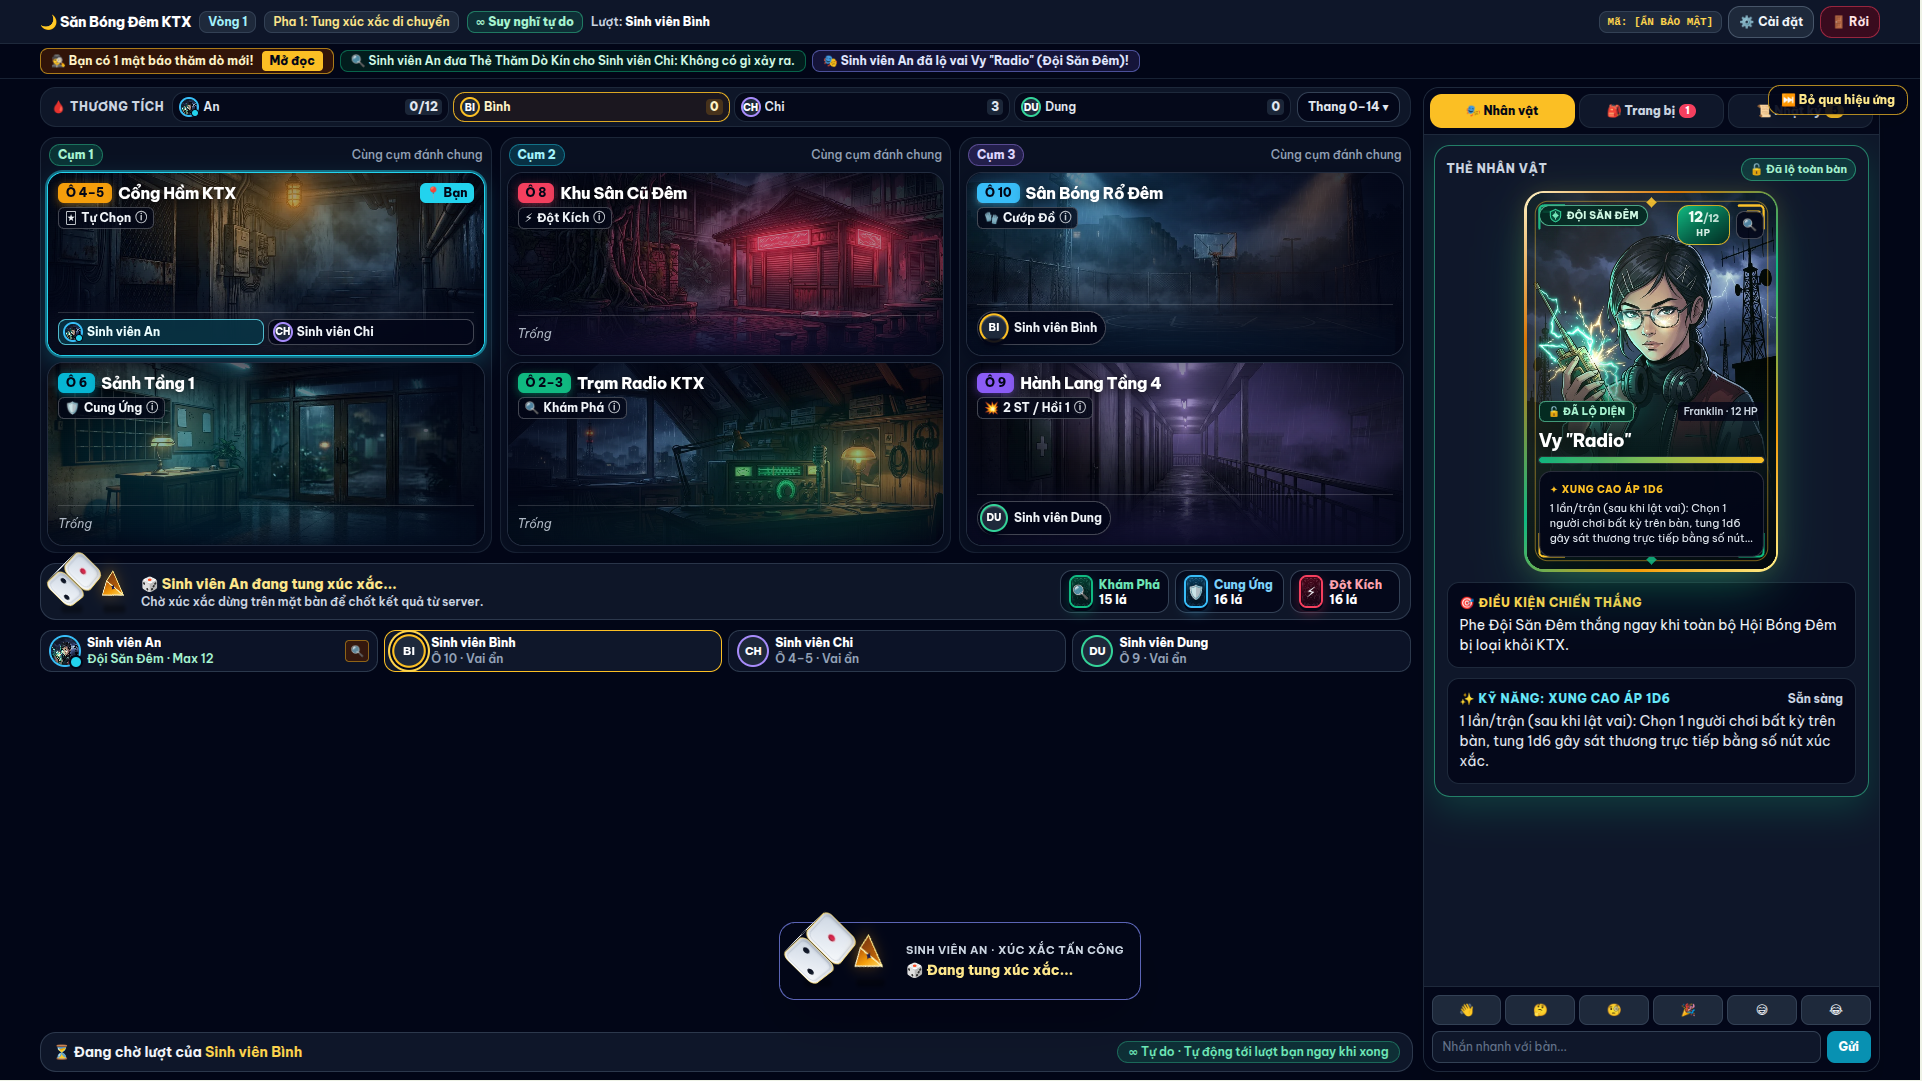 🌙 Săn Bóng Đêm KTX
Vòng 1
Pha 1: Tung xúc xắc di chuyển
∞ Suy nghĩ tự do
Lượt: Sinh viên Bình
Mã: [ẨN BẢO MẬT]
⚙️ Cài đặt
🚪 Rời
🕵️ Bạn có 1 mật báo thăm dò mới! Mở đọc
🔍 Sinh viên An đưa Thẻ Thăm Dò Kín cho Sinh viên Chi: Không có gì xảy ra.
🎭 Sinh viên An đã lộ vai Vy "Radio" (Đội Săn Đêm)!
🩸 THƯƠNG TÍCH
An 0/12
BI Bình 0
CH Chi 3
DU Dung 0
Thang 0–14 ▾
Cụm 1
Cùng cụm đánh chung
Ô 4–5 Cổng Hầm KTX
📍 Bạn
🃏 Tự Chọn ⓘ
Sinh viên An
CH Sinh viên Chi
Ô 6 Sảnh Tầng 1
🛡️ Cung Ứng ⓘ
Trống
Cụm 2
Cùng cụm đánh chung
Ô 8 Khu Sân Cũ Đêm
⚡ Đột Kích ⓘ
Trống
Ô 2–3 Trạm Radio KTX
🔍 Khám Phá ⓘ
Trống
Cụm 3
Cùng cụm đánh chung
Ô 10 Sân Bóng Rổ Đêm
🧤 Cướp Đồ ⓘ
BI Sinh viên Bình
Ô 9 Hành Lang Tầng 4
💥 2 ST / Hồi 1 ⓘ
DU Sinh viên Dung
🎲 Sinh viên An đang tung xúc xắc...
Chờ xúc xắc dừng trên mặt bàn để chốt kết quả từ server.
🔍 Khám Phá
15 lá
🛡️ Cung Ứng
16 lá
⚡ Đột Kích
16 lá
Sinh viên An
Đội Săn Đêm · Max 12
🔍
BI Sinh viên Bình
Ô 10 · Vai ẩn
CH Sinh viên Chi
Ô 4–5 · Vai ẩn
DU Sinh viên Dung
Ô 9 · Vai ẩn
SINH VIÊN AN · XÚC XẮC TẤN CÔNG
🎲 Đang tung xúc xắc...
⏳ Đang chờ lượt của Sinh viên Bình
∞ Tự do · Tự động tới lượt bạn ngay khi xong
🎭 Nhân vật
🎒 Trang bị 1
⏩ Bỏ qua hiệu ứng
THẺ NHÂN VẬT
🔓 Đã lộ toàn bàn
ĐỘI SĂN ĐÊM
12/12
HP
🔍
🔓 ĐÃ LỘ DIỆN
Franklin · 12 HP
Vy "Radio"
✦ XUNG CAO ÁP 1D6
1 lần/trận (sau khi lật vai): Chọn 1
người chơi bất kỳ trên bàn, tung 1d6
gây sát thương trực tiếp bằng số nút...
🎯 ĐIỀU KIỆN CHIẾN THẮNG
Phe Đội Săn Đêm thắng ngay khi toàn bộ Hội Bóng Đêm
bị loại khỏi KTX.
✨ KỸ NĂNG: XUNG CAO ÁP 1D6
Sẵn sàng
1 lần/trận (sau khi lật vai): Chọn 1 người chơi bất kỳ trên
bàn, tung 1d6 gây sát thương trực tiếp bằng số nút xúc
xắc.
Nhắn nhanh với bàn...
Gửi